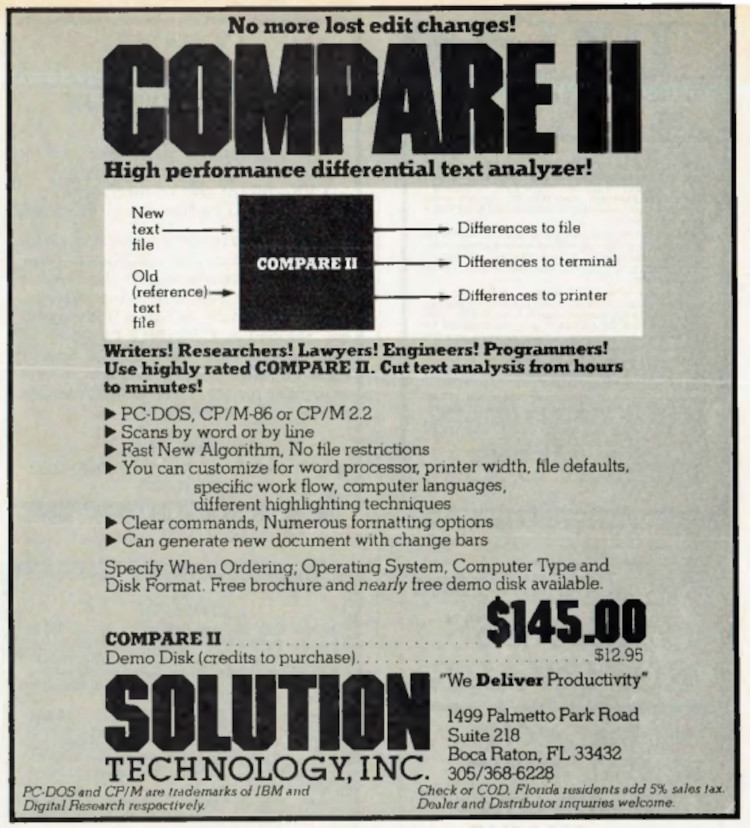 No more lost edit changes!
COMPARE II
High performance differential text analyzer!
New
text
file
Old
(reference)
text
file
COMPARE II
Differences to file
Differences to terminal
Differences to printer
Writers! Researchers! Lawyers! Engineers! Programmers!
Use highly rated COMPARE II. Cut text analysis from hours
to minutes!
▶ PC-DOS, CP/M-86 or CP/M 2.2
▶ Scans by word or by line
▶ Fast New Algorithm, No file restrictions
▶ You can customize for word processor, printer width, file defaults,
specific work flow, computer languages,
different highlighting techniques
▶ Clear commands, Numerous formatting options
▶ Can generate new document with change bars
Specify When Ordering; Operating System, Computer Type and
Disk Format. Free brochure and nearly free demo disk available.
COMPARE II . . . . . . . . . . . . . . . . . . . . . . . . $145.00
Demo Disk (credits to purchase). . . . . . . . . . . . . . . . . . . . $12.95
SOLUTION
TECHNOLOGY, INC.
"We Deliver Productivity"
1499 Palmetto Park Road
Suite 218
Boca Raton, FL 33432
305/368-6228
PC-DOS and CP/M are trademarks of IBM and
Digital Research respectively.
Check or COD, Florida residents add 5% sales tax.
Dealer and Distributor inquiries welcome.